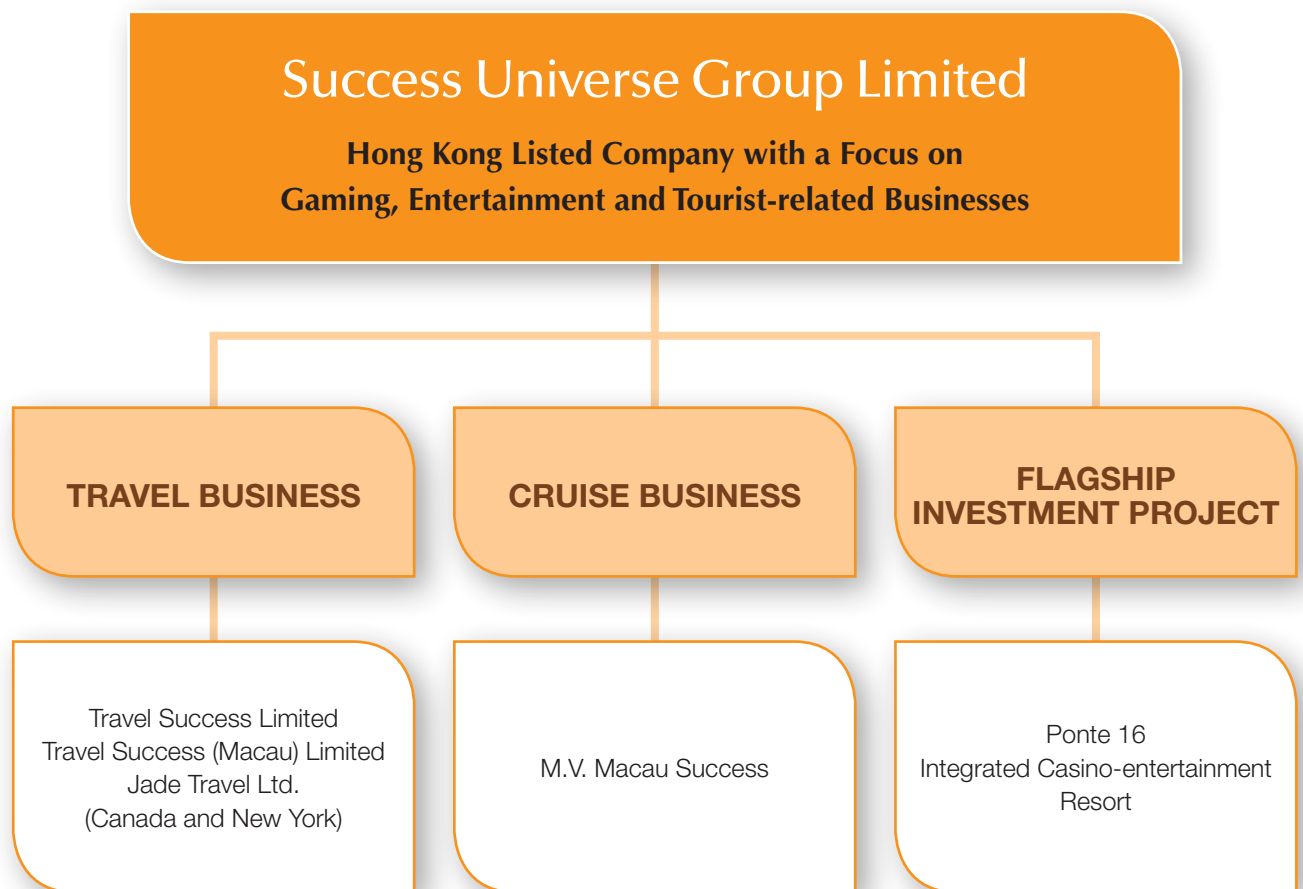 Success Universe Group Limited
Hong Kong Listed Company with a Focus on
Gaming, Entertainment and Tourist-related Businesses
TRAVEL BUSINESS
CRUISE BUSINESS
FLAGSHIP
INVESTMENT PROJECT
Travel Success Limited
Travel Success (Macau) Limited
Jade Travel Ltd.
(Canada and New York)
M.V. Macau Success
Ponte 16
Integrated Casino-entertainment
Resort